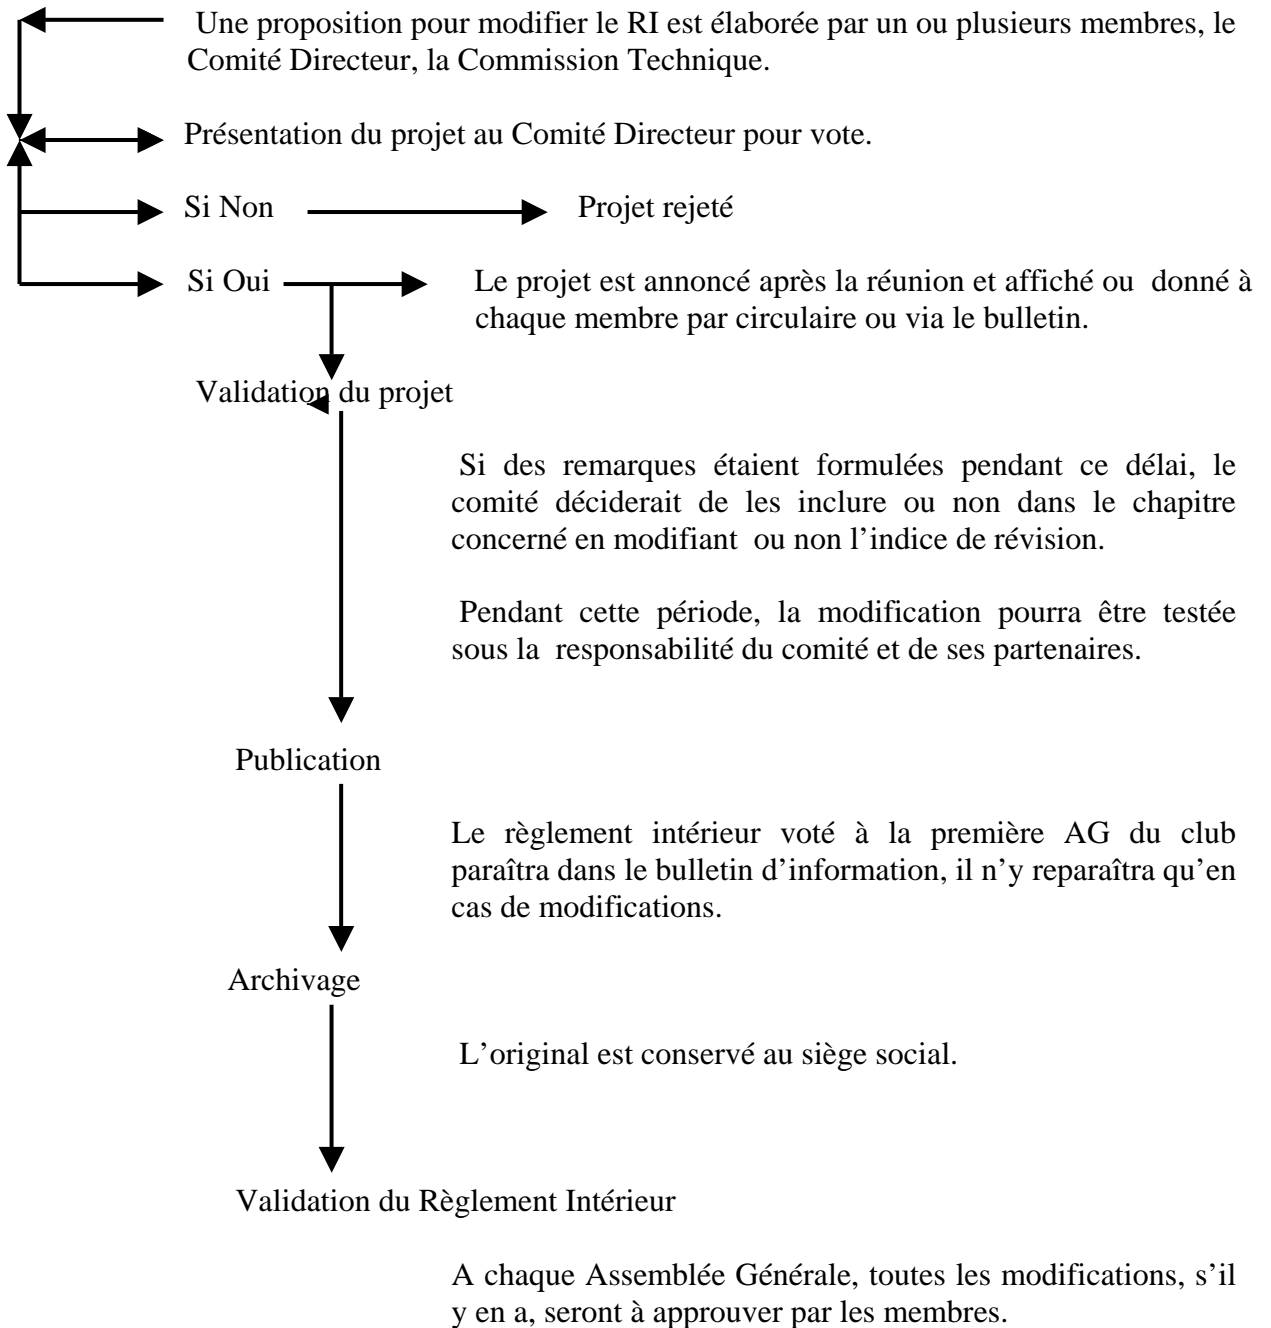 Une proposition pour modifier le RI est élaborée par un ou plusieurs membres, le
Comité Directeur, la Commission Technique.
Présentation du projet au Comité Directeur pour vote.
Si Non Projet rejeté
Si Oui Le projet est annoncé après la réunion et affiché ou donné à
chaque membre par circulaire ou via le bulletin.
Validation du projet
Si des remarques étaient formulées pendant ce délai, le
comité déciderait de les inclure ou non dans le chapitre
concerné en modifiant ou non l’indice de révision.
Pendant cette période, la modification pourra être testée
sous la responsabilité du comité et de ses partenaires.
Publication
Le règlement intérieur voté à la première AG du club
paraîtra dans le bulletin d’information, il n’y reparaîtra qu’en
cas de modifications.
Archivage
L’original est conservé au siège social.
Validation du Règlement Intérieur
A chaque Assemblée Générale, toutes les modifications, s’il
y en a, seront à approuver par les membres.